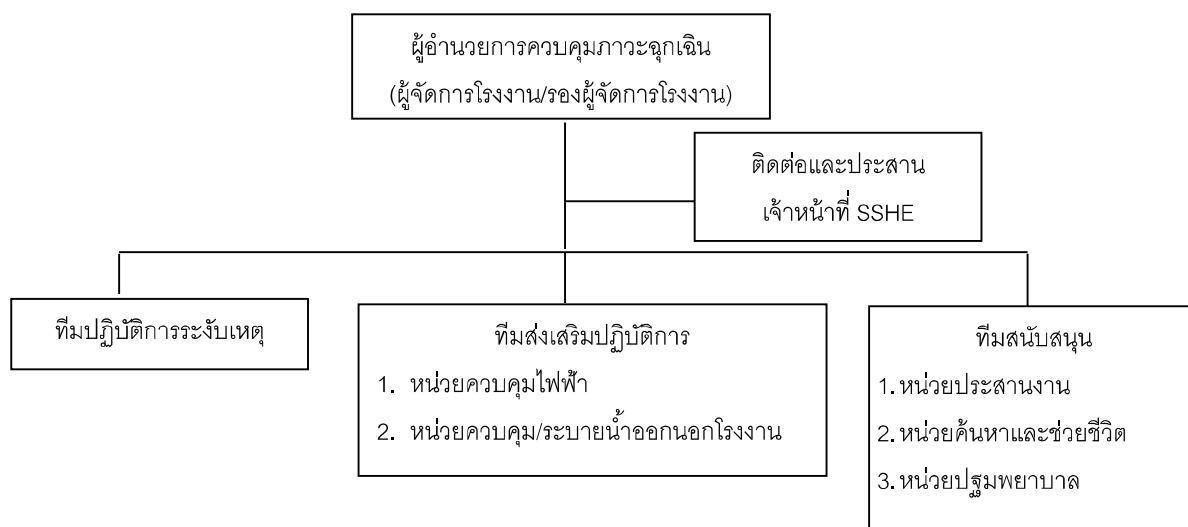 ผู้อำนวยการควบคุมภาวะฉุกเฉิน
(ผู้จัดการโรงงาน/รองผู้จัดการโรงงาน)
ติดต่อและประสาน
เจ้าหน้าที่ SSHE
ทีมปฏิบัติการระงับเหตุ
ทีมส่งเสริมปฏิบัติการ
1. หน่วยควบคุมไฟฟ้า
2. หน่วยควบคุม/ระบายน้ำออกนอกโรงงาน
ทีมสนับสนุน
1. หน่วยประสานงาน
2. หน่วยค้นหาและช่วยชีวิต
3. หน่วยปฐมพยาบาล